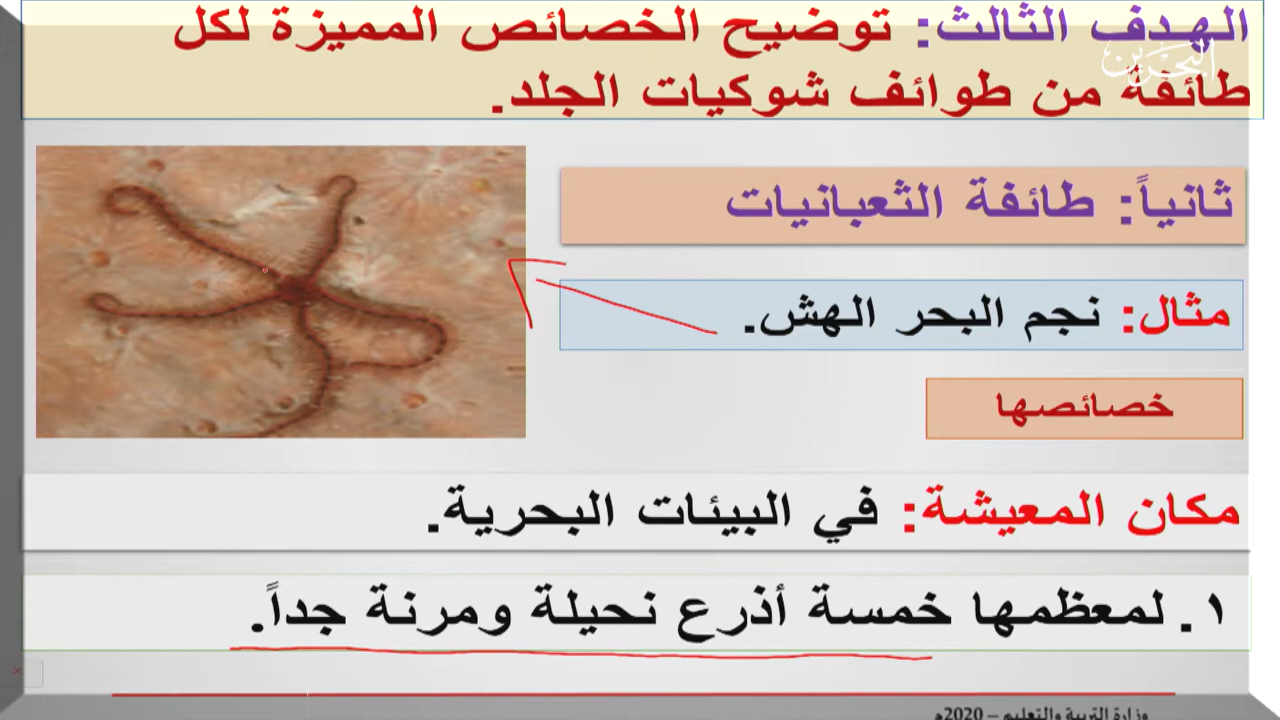 الهدف الثالث: توضيح الخصائص المميزة لكل
طائفة من طوائف شوكيات الجلد.
البحرين
ثانياً: طائفة الثعبانيات
مثال: نجم البحر الهش.
خصائصها
مكان المعيشة: في البيئات البحرية.
١. لمعظمها خمسة أذرع نحيلة ومرنة جداً.
وزارة التربية والتعليم – 2020م